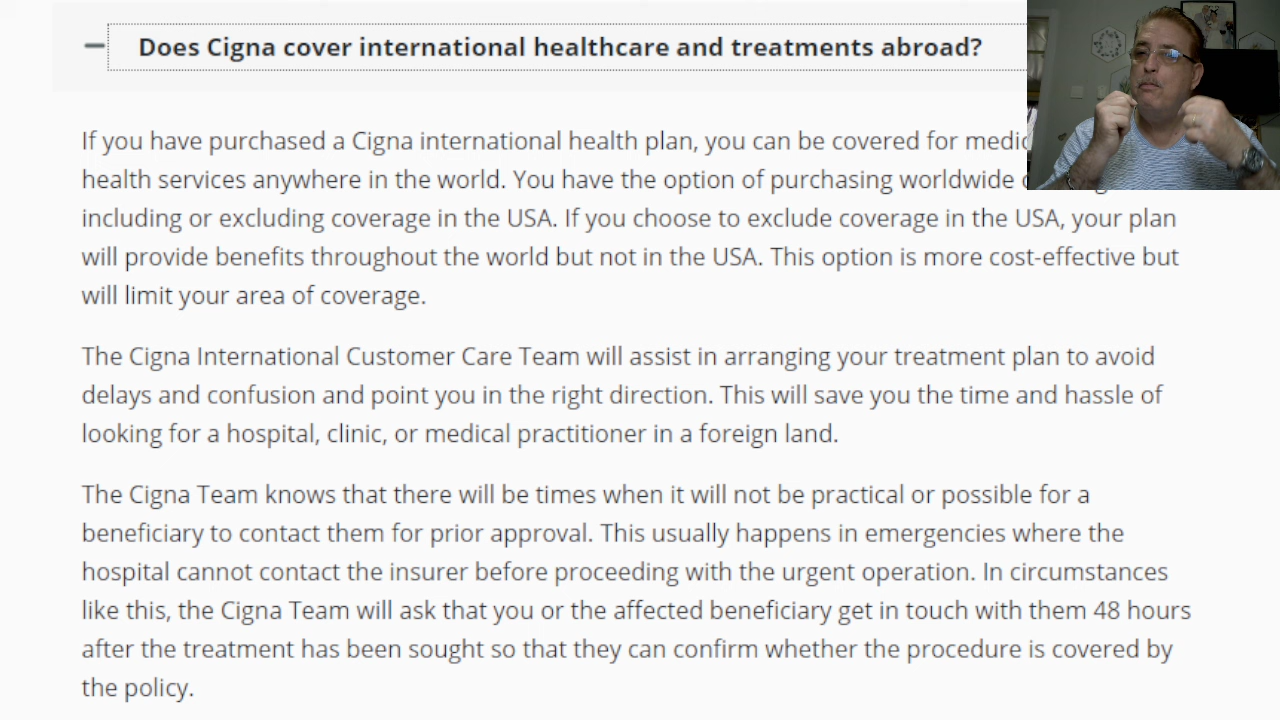 Does Cigna cover international healthcare and treatments abroad?
If you have purchased a Cigna international health plan, you can be covered for
health services anywhere in the world. You have the option of purchasing worldwide
including or excluding coverage in the USA. If you choose to exclude coverage in the USA, your plan
will provide benefits throughout the world but not in the USA. This option is more cost-effective but
will limit your area of coverage.
The Cigna International Customer Care Team will assist in arranging your treatment plan to avoid
delays and confusion and point you in the right direction. This will save you the time and hassle of
looking for a hospital, clinic, or medical practitioner in a foreign land.
The Cigna Team knows that there will be times when it will not be practical or possible for a
beneficiary to contact them for prior approval. This usually happens in emergencies where the
hospital cannot contact the insurer before proceeding with the urgent operation. In circumstances
like this, the Cigna Team will ask that you or the affected beneficiary get in touch with them 48 hours
after the treatment has been sought so that they can confirm whether the procedure is covered by
the policy.